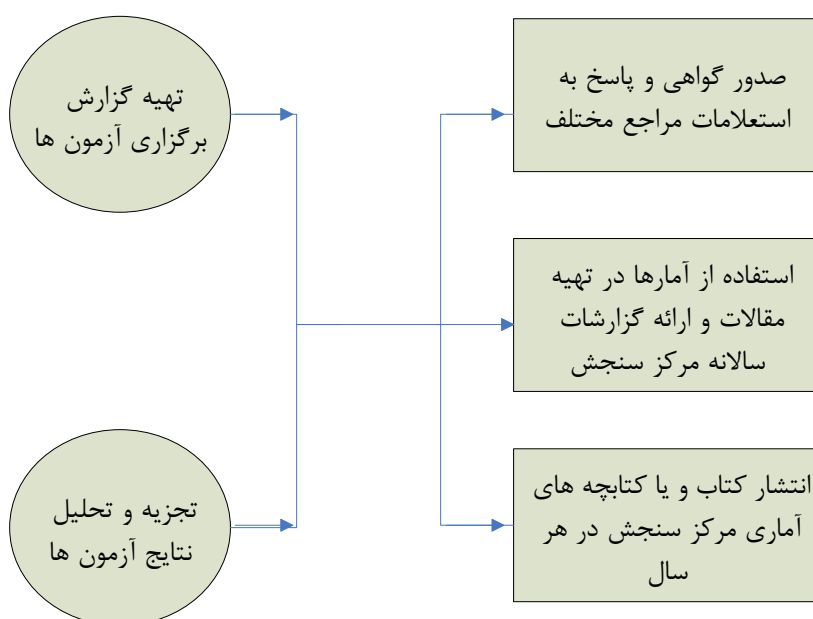 تهیه گزارش
برگزاری آزمون ها
صدور گواهی و پاسخ به
استعلامات مراجع مختلف
استفاده از آمارها در تهیه
مقالات و ارائه گزارشات
سالانه مرکز سنجش
تجزیه و تحلیل
نتایج آزمون ها
انتشار کتاب و یا کتابچه های
آماری مرکز سنجش در هر
سال